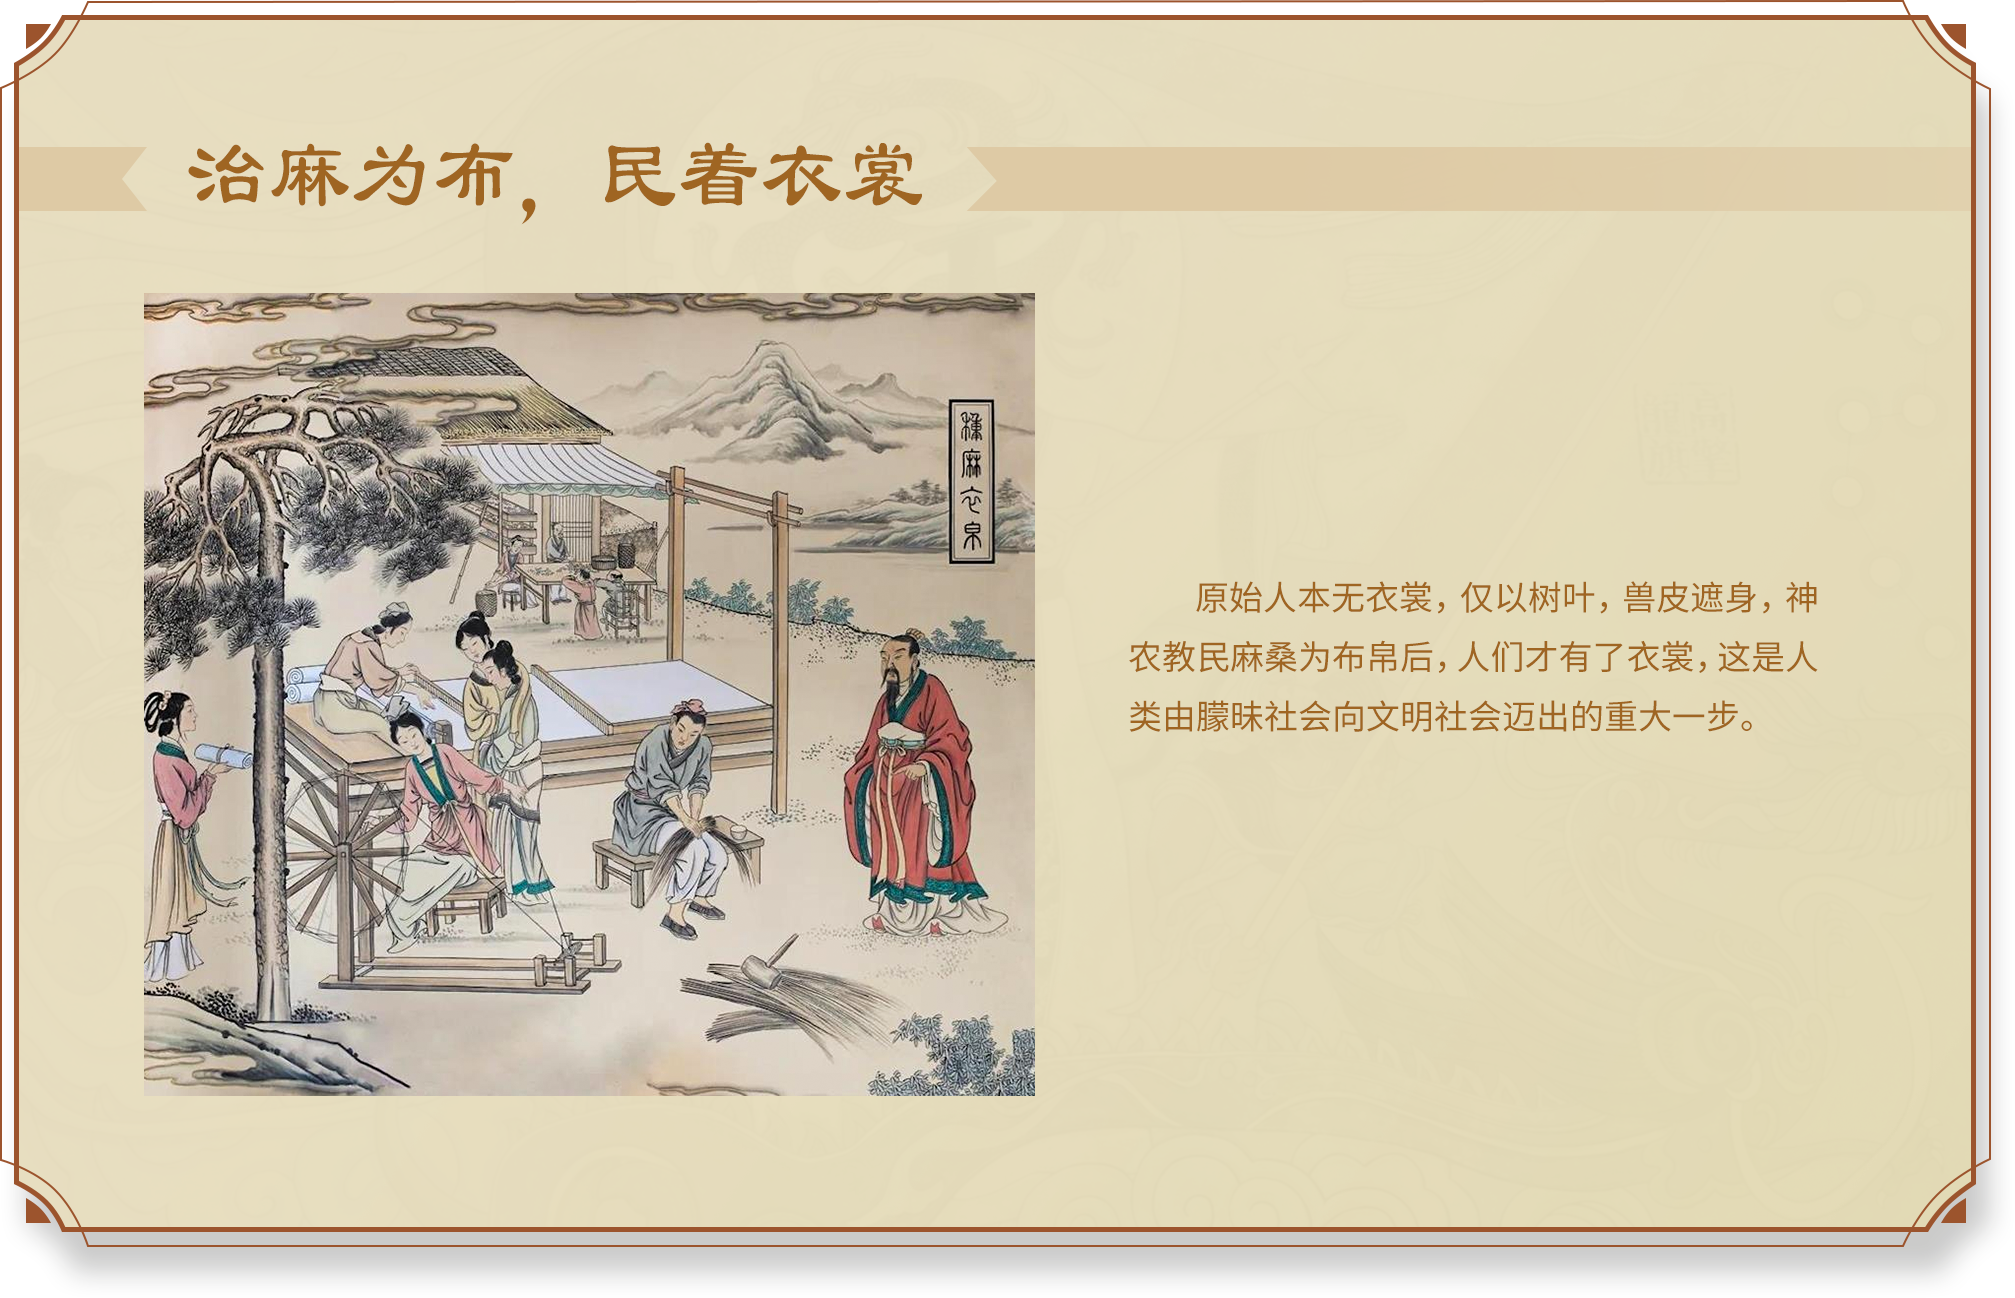 治麻为布，民着衣裳
種麻衣帛
原始人本无衣裳，仅以树叶，兽皮遮身，神
农教民麻桑为布帛后，人们才有了衣裳，这是人
类由朦昧社会向文明社会迈出的重大一步。